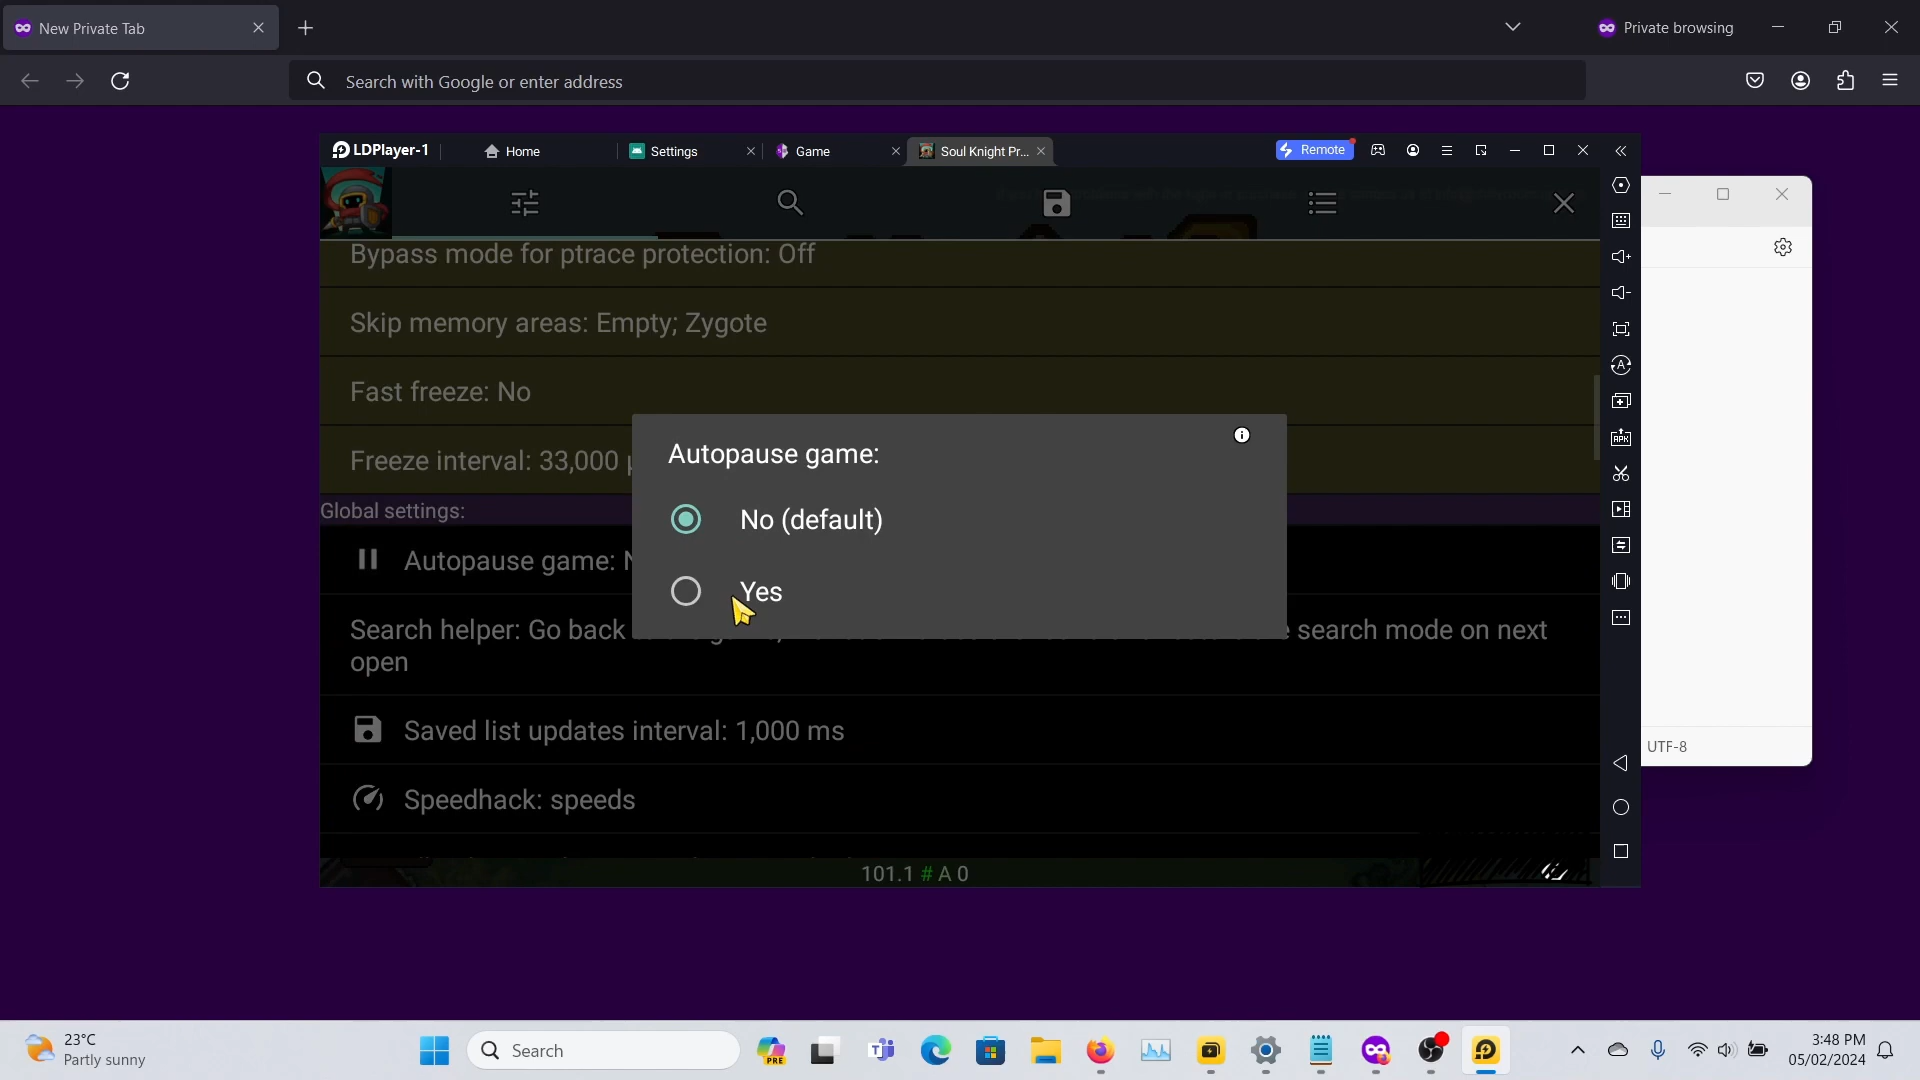 New Private Tab
Private browsing
Search with Google or enter address
LDPlayer-1
Home
Settings
Game
Soul Knight Pr...
Remote
Bypass mode for ptrace protection: Off
Skip memory areas: Empty; Zygote
Fast freeze: No
Freeze interval: 33,000
Autopause game:
No (default)
Yes
Global settings:
Autopause game:
Search helper: Go back
search mode on next
open
Saved list updates interval: 1,000 ms
Speedhack: speeds
101.1 # A 0
UTF-8
APK
23°C
Partly sunny
Search
PRE
3:48 PM
05/02/2024